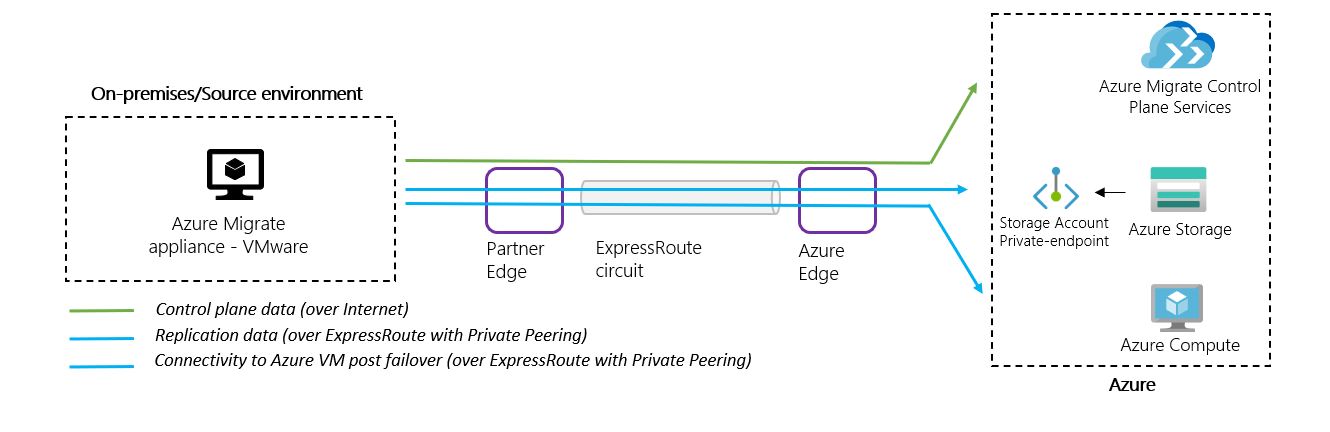 On-premises/Source environment
Azure Migrate
appliance - VMware
Partner
Edge
ExpressRoute
circuit
Azure
Edge
Azure Migrate Control
Plane Services
Storage Account
Private-endpoint
Azure Storage
Azure Compute
Azure
Control plane data (over Internet)
Replication data (over ExpressRoute with Private Peering)
Connectivity to Azure VM post failover (over ExpressRoute with Private Peering)